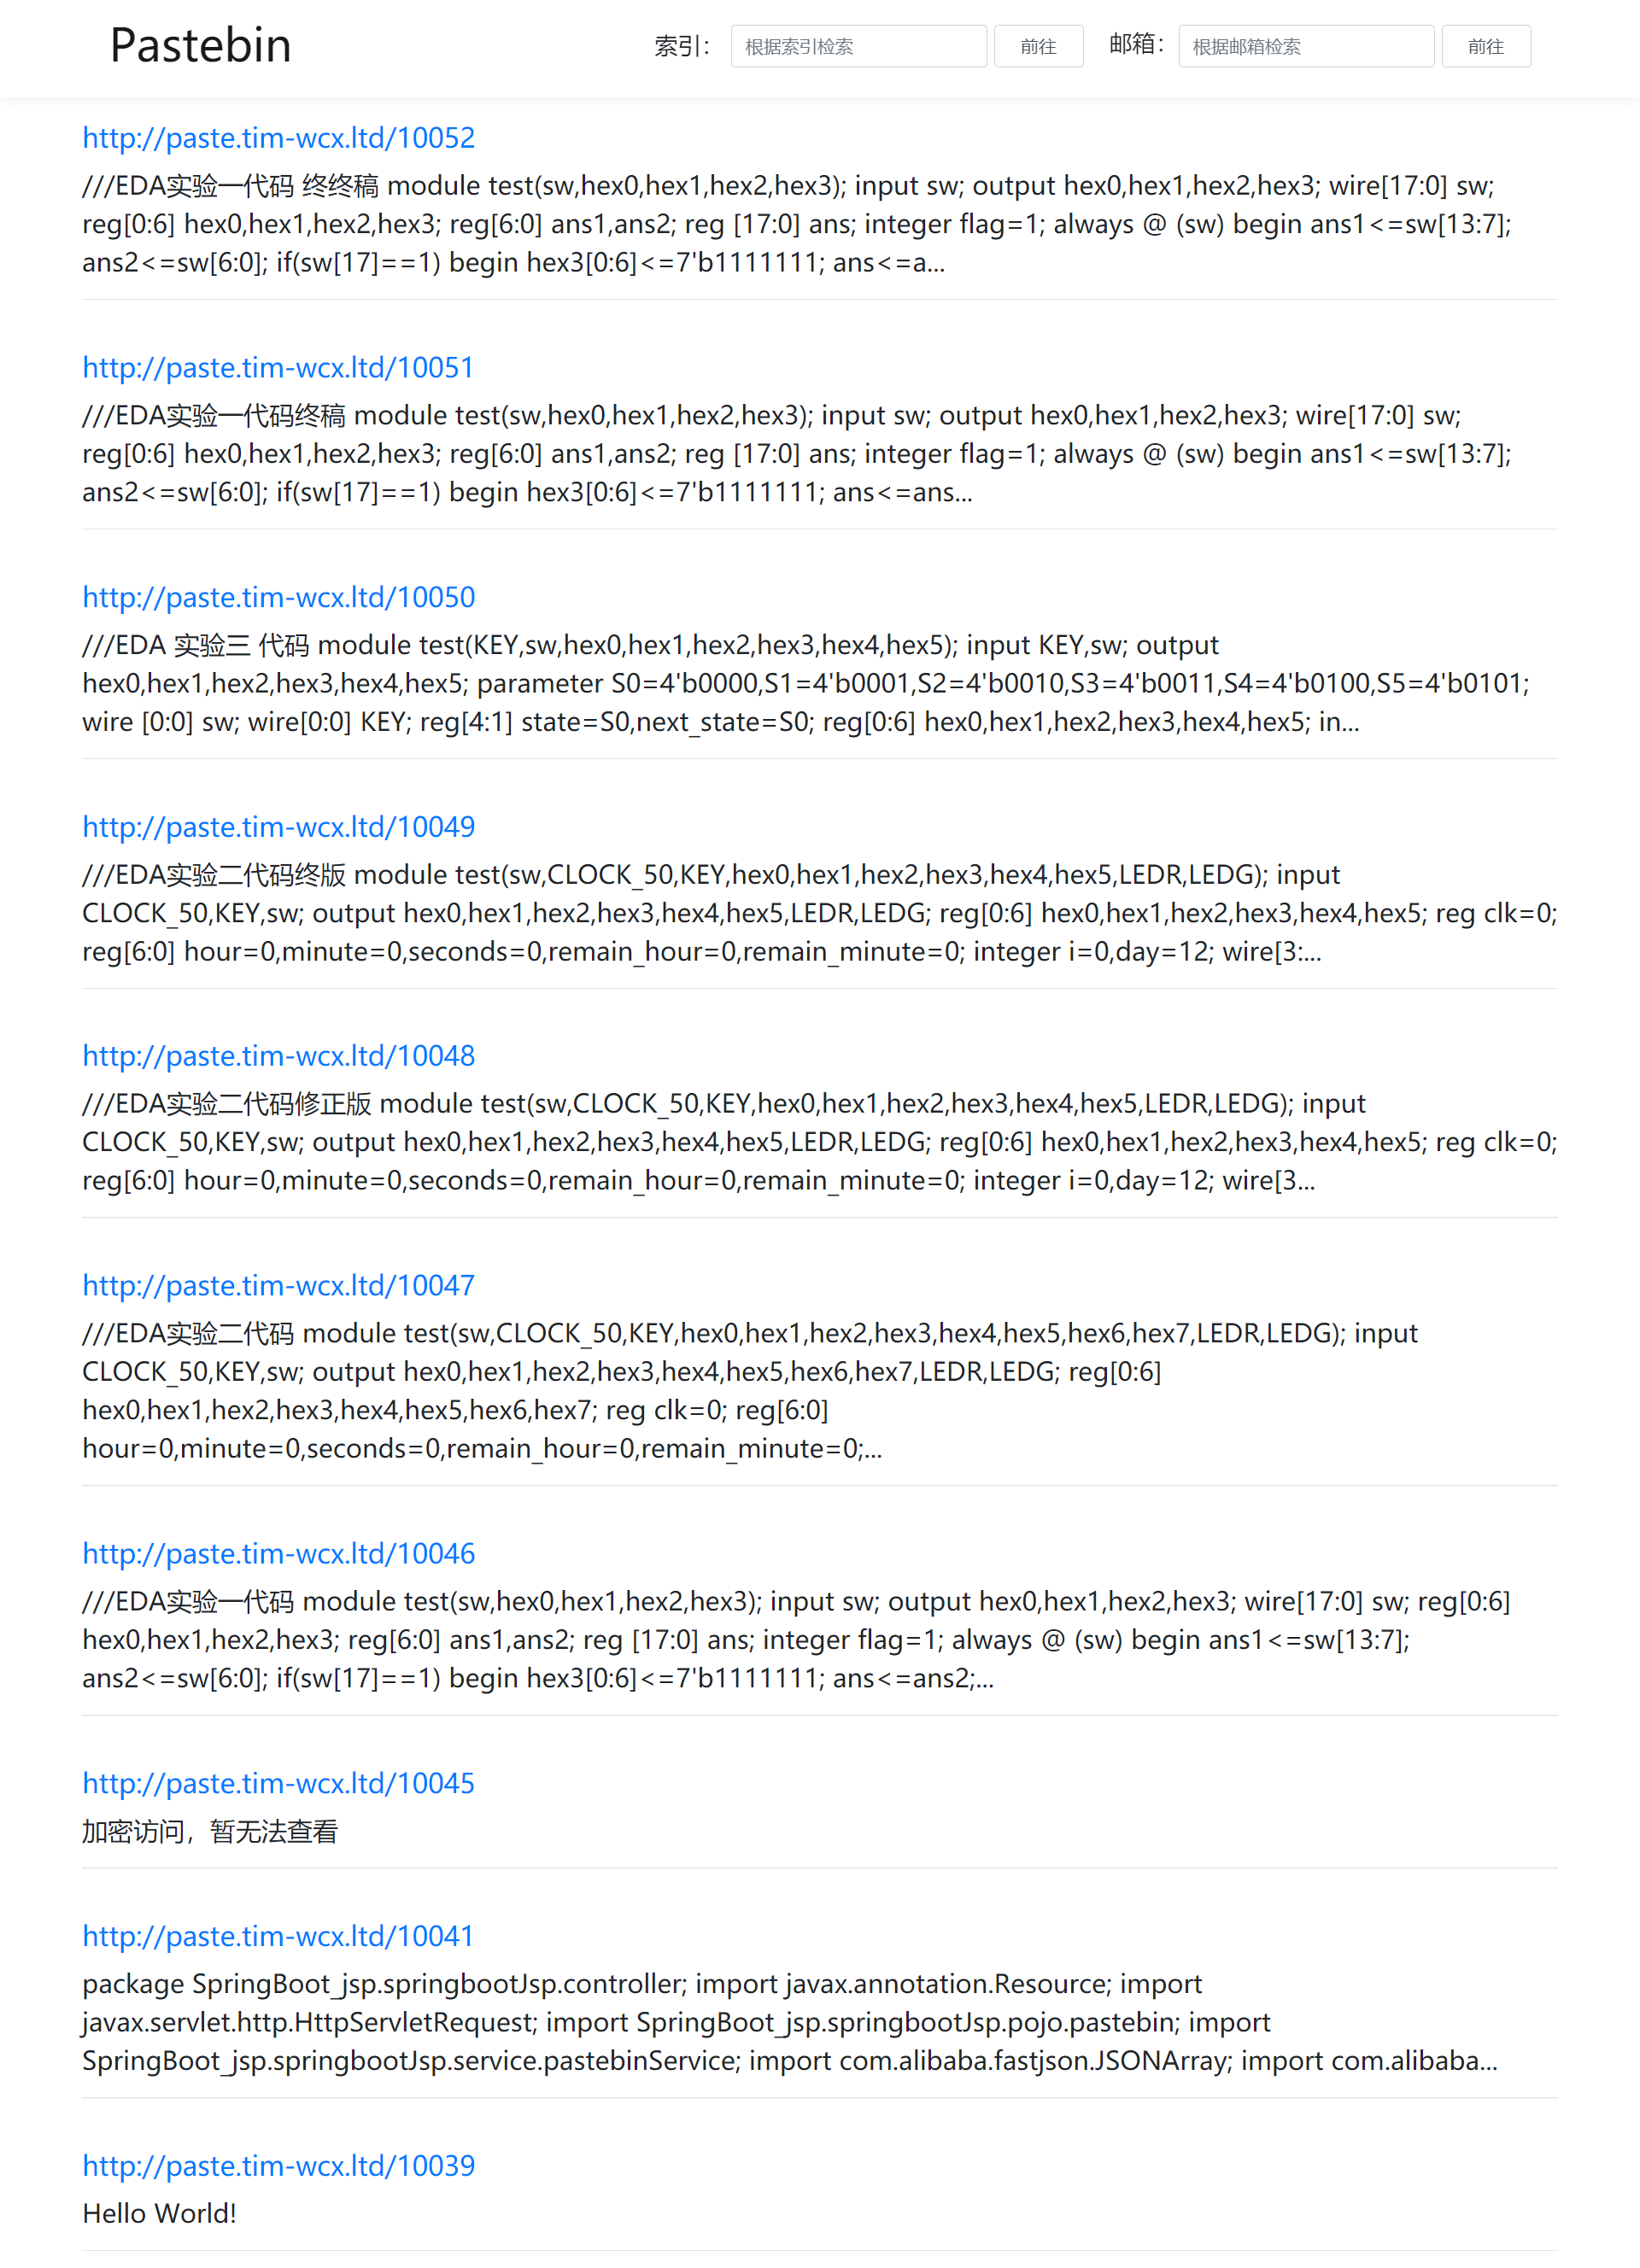 Pastebin 索引： 根据索引检索 前往 邮箱： 根据邮箱检索 前往
http://paste.tim-wcx.ltd/10052
///EDA实验一代码 终终稿 module test(sw,hex0,hex1,hex2,hex3); input sw; output hex0,hex1,hex2,hex3; wire[17:0] sw;
reg[0:6] hex0,hex1,hex2,hex3; reg[6:0] ans1,ans2; reg [17:0] ans; integer flag=1; always @ (sw) begin ans1<=sw[13:7];
ans2<=sw[6:0]; if(sw[17]==1) begin hex3[0:6]<=7'b1111111; ans<=a...
http://paste.tim-wcx.ltd/10051
///EDA实验一代码终稿 module test(sw,hex0,hex1,hex2,hex3); input sw; output hex0,hex1,hex2,hex3; wire[17:0] sw;
reg[0:6] hex0,hex1,hex2,hex3; reg[6:0] ans1,ans2; reg [17:0] ans; integer flag=1; always @ (sw) begin ans1<=sw[13:7];
ans2<=sw[6:0]; if(sw[17]==1) begin hex3[0:6]<=7'b1111111; ans<=ans...
http://paste.tim-wcx.ltd/10050
///EDA 实验三 代码 module test(KEY,sw,hex0,hex1,hex2,hex3,hex4,hex5); input KEY,sw; output
hex0,hex1,hex2,hex3,hex4,hex5; parameter S0=4'b0000,S1=4'b0001,S2=4'b0010,S3=4'b0011,S4=4'b0100,S5=4'b0101;
wire [0:0] sw; wire[0:0] KEY; reg[4:1] state=S0,next_state=S0; reg[0:6] hex0,hex1,hex2,hex3,hex4,hex5; in...
http://paste.tim-wcx.ltd/10049
///EDA实验二代码终版 module test(sw,CLOCK_50,KEY,hex0,hex1,hex2,hex3,hex4,hex5,LEDR,LEDG); input
CLOCK_50,KEY,sw; output hex0,hex1,hex2,hex3,hex4,hex5,LEDR,LEDG; reg[0:6] hex0,hex1,hex2,hex3,hex4,hex5; reg clk=0;
reg[6:0] hour=0,minute=0,seconds=0,remain_hour=0,remain_minute=0; integer i=0,day=12; wire[3:...
http://paste.tim-wcx.ltd/10048
///EDA实验二代码修正版 module test(sw,CLOCK_50,KEY,hex0,hex1,hex2,hex3,hex4,hex5,LEDR,LEDG); input
CLOCK_50,KEY,sw; output hex0,hex1,hex2,hex3,hex4,hex5,LEDR,LEDG; reg[0:6] hex0,hex1,hex2,hex3,hex4,hex5; reg clk=0;
reg[6:0] hour=0,minute=0,seconds=0,remain_hour=0,remain_minute=0; integer i=0,day=12; wire[3...
http://paste.tim-wcx.ltd/10047
///EDA实验二代码 module test(sw,CLOCK_50,KEY,hex0,hex1,hex2,hex3,hex4,hex5,hex6,hex7,LEDR,LEDG); input
CLOCK_50,KEY,sw; output hex0,hex1,hex2,hex3,hex4,hex5,hex6,hex7,LEDR,LEDG; reg[0:6]
hex0,hex1,hex2,hex3,hex4,hex5,hex6,hex7; reg clk=0; reg[6:0]
hour=0,minute=0,seconds=0,remain_hour=0,remain_minute=0;...
http://paste.tim-wcx.ltd/10046
///EDA实验一代码 module test(sw,hex0,hex1,hex2,hex3); input sw; output hex0,hex1,hex2,hex3; wire[17:0] sw; reg[0:6]
hex0,hex1,hex2,hex3; reg[6:0] ans1,ans2; reg [17:0] ans; integer flag=1; always @ (sw) begin ans1<=sw[13:7];
ans2<=sw[6:0]; if(sw[17]==1) begin hex3[0:6]<=7'b1111111; ans<=ans2;...
http://paste.tim-wcx.ltd/10045
加密访问，暂无法查看
http://paste.tim-wcx.ltd/10041
package SpringBoot_jsp.springbootJsp.controller; import javax.annotation.Resource; import
javax.servlet.http.HttpServletRequest; import SpringBoot_jsp.springbootJsp.pojo.pastebin; import
SpringBoot_jsp.springbootJsp.service.pastebinService; import com.alibaba.fastjson.JSONArray; import com.alibaba...
http://paste.tim-wcx.ltd/10039
Hello World!